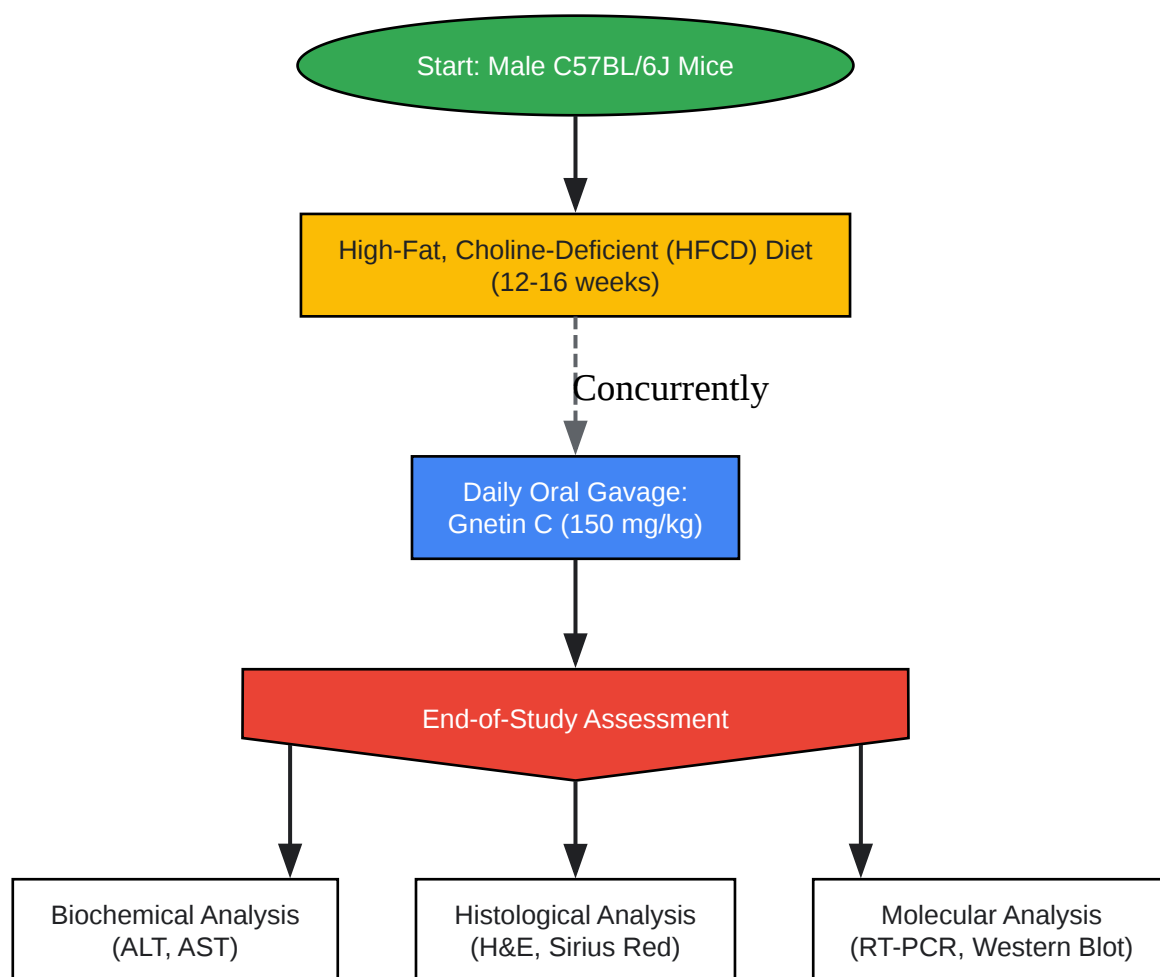 Start: Male C57BL/6J Mice
High-Fat, Choline-Deficient (HFCD) Diet
(12-16 weeks)
Concurrently
Daily Oral Gavage:
Gnetin C (150 mg/kg)
End-of-Study Assessment
Biochemical Analysis
(ALT, AST)
Histological Analysis
(H&E, Sirius Red)
Molecular Analysis
(RT-PCR, Western Blot)